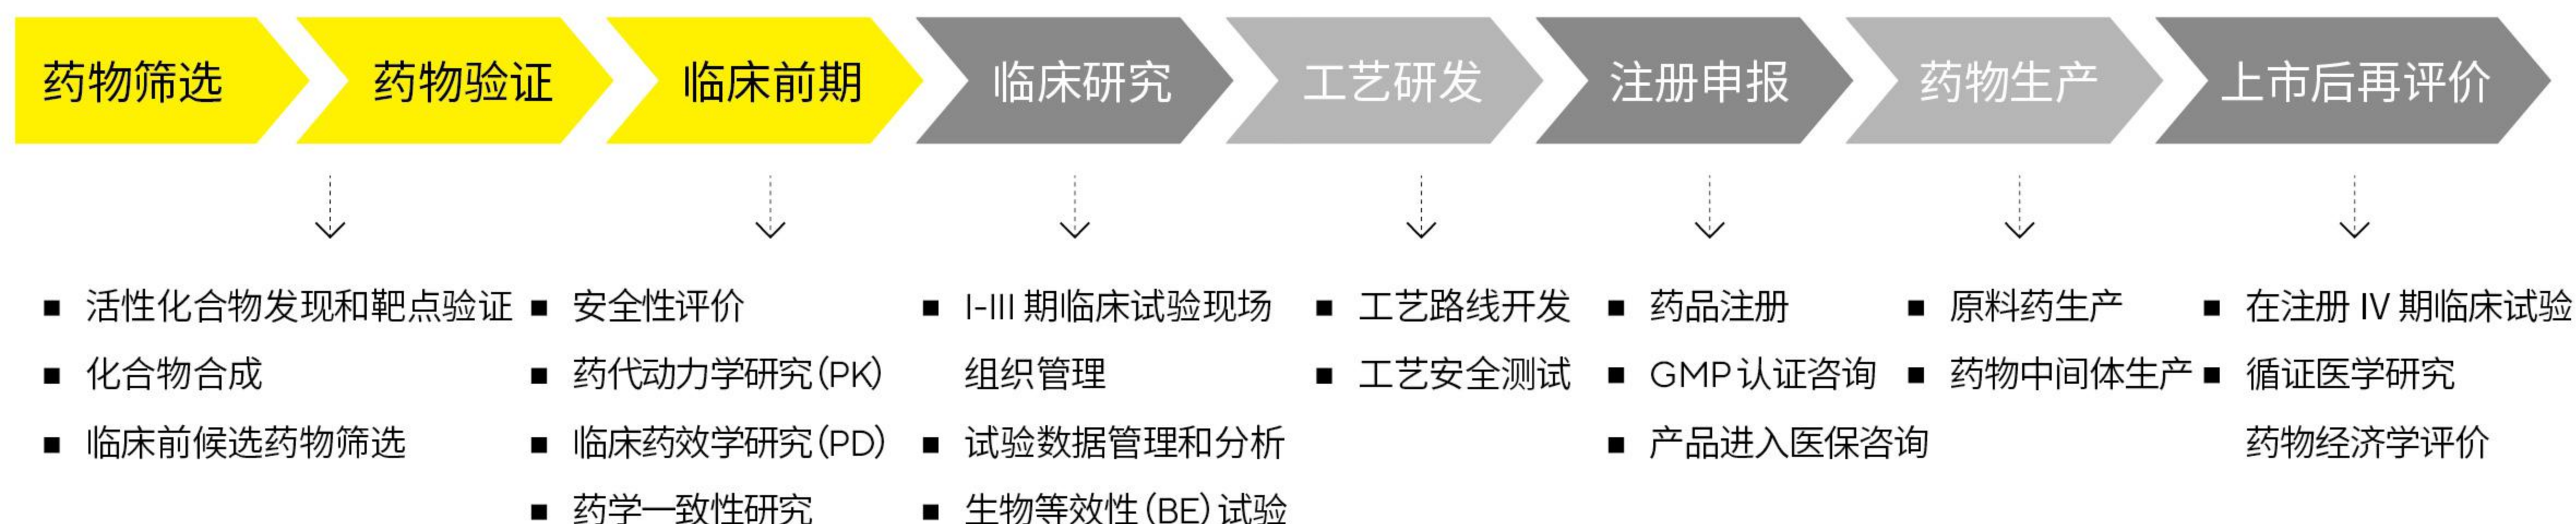 药物筛选
药物验证
临床前期
临床研究
工艺研发
注册申报
药物生产
上市后再评价
■ 活性化合物发现和靶点验证
■ 化合物合成
■ 临床前候选药物筛选
■ 安全性评价
■ 药代动力学研究(PK)
■ 临床药效学研究(PD)
■ 药学一致性研究
■ I-III 期临床试验现场
组织管理
■ 试验数据管理和分析
■ 生物等效性(BE)试验
■ 工艺路线开发
■ 工艺安全测试
■ 药品注册
■ GMP认证咨询
■ 产品进入医保咨询
■ 原料药生产
■ 药物中间体生产
■ 在注册 IV 期临床试验
■ 循证医学研究
药物经济学评价